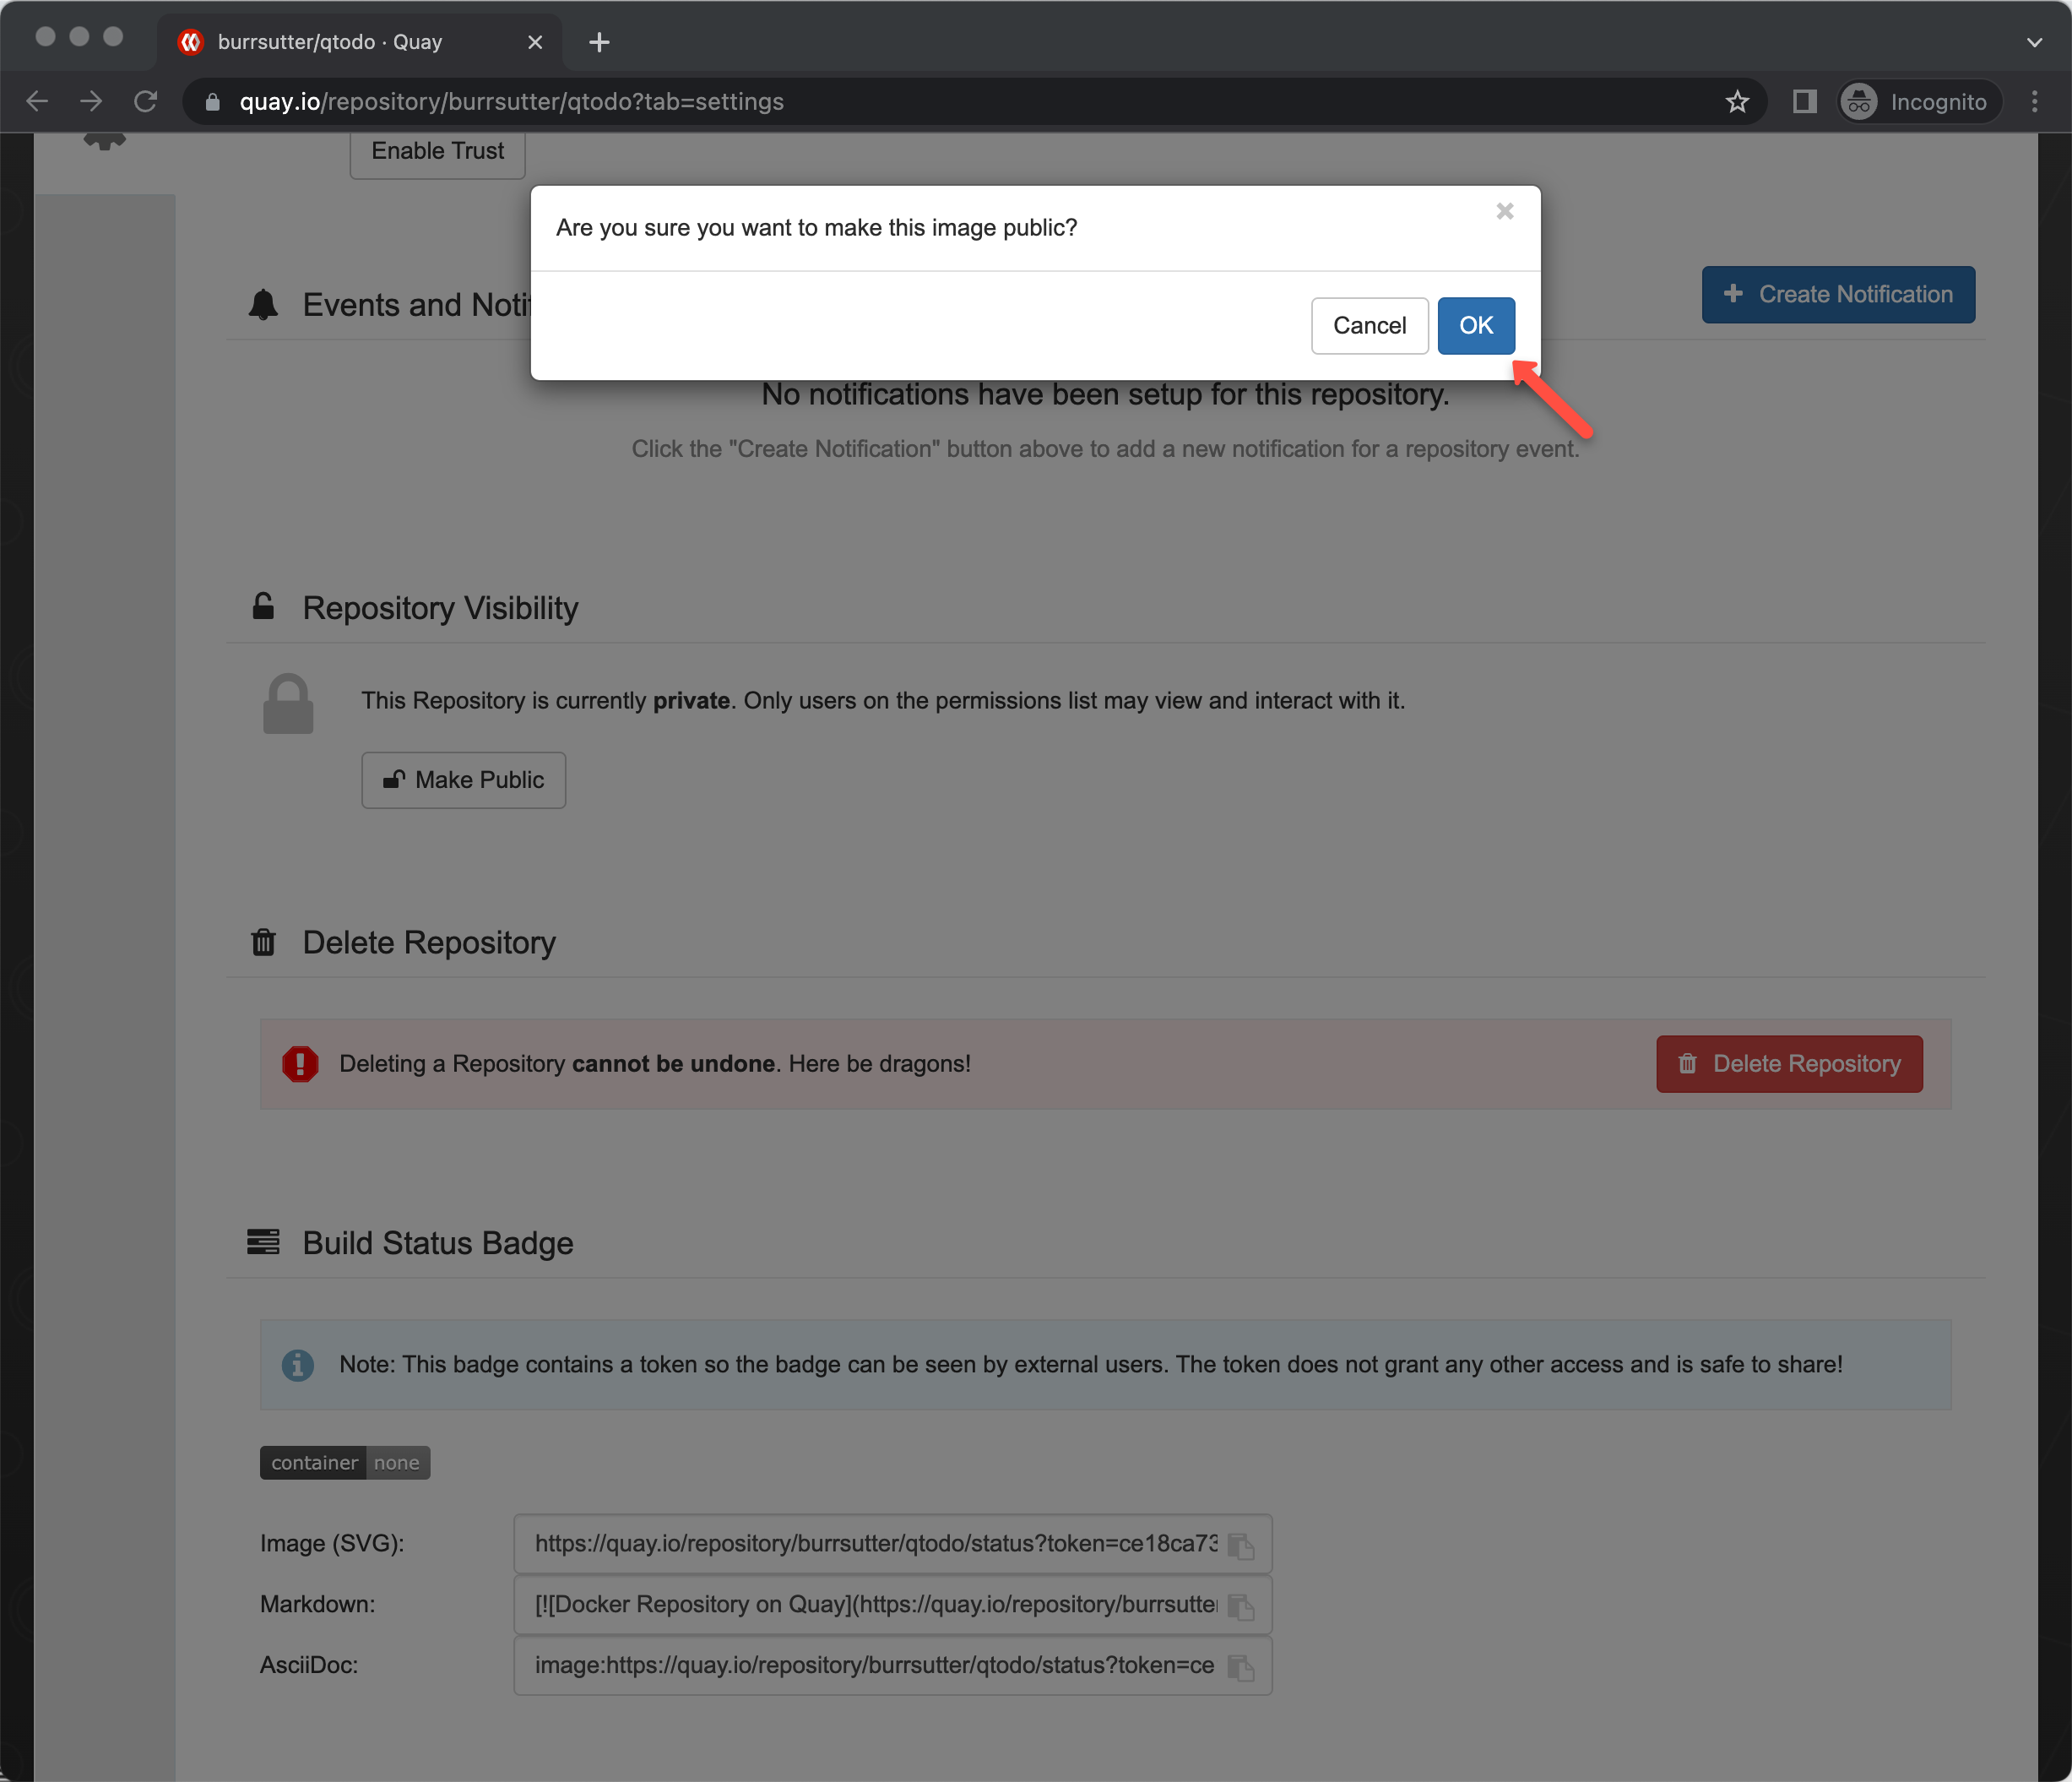 burrsutter/qtodo · Quay
quay.io/repository/burrsutter/qtodo?tab=settings
Incognito
Enable Trust
Are you sure you want to make this image public?
Cancel
OK
Events and Notif
Create Notification
No notifications have been setup for this repository.
Click the "Create Notification" button above to add a new notification for a repository event.
Repository Visibility
This Repository is currently private. Only users on the permissions list may view and interact with it.
Make Public
Delete Repository
Deleting a Repository cannot be undone. Here be dragons!
Delete Repository
Build Status Badge
Note: This badge contains a token so the badge can be seen by external users. The token does not grant any other access and is safe to share!
container none
Image (SVG):
https://quay.io/repository/burrsutter/qtodo/status?token=ce18ca73
Markdown:
[![Docker Repository on Quay](https://quay.io/repository/burrsutte
AsciiDoc:
image:https://quay.io/repository/burrsutter/qtodo/status?token=ce